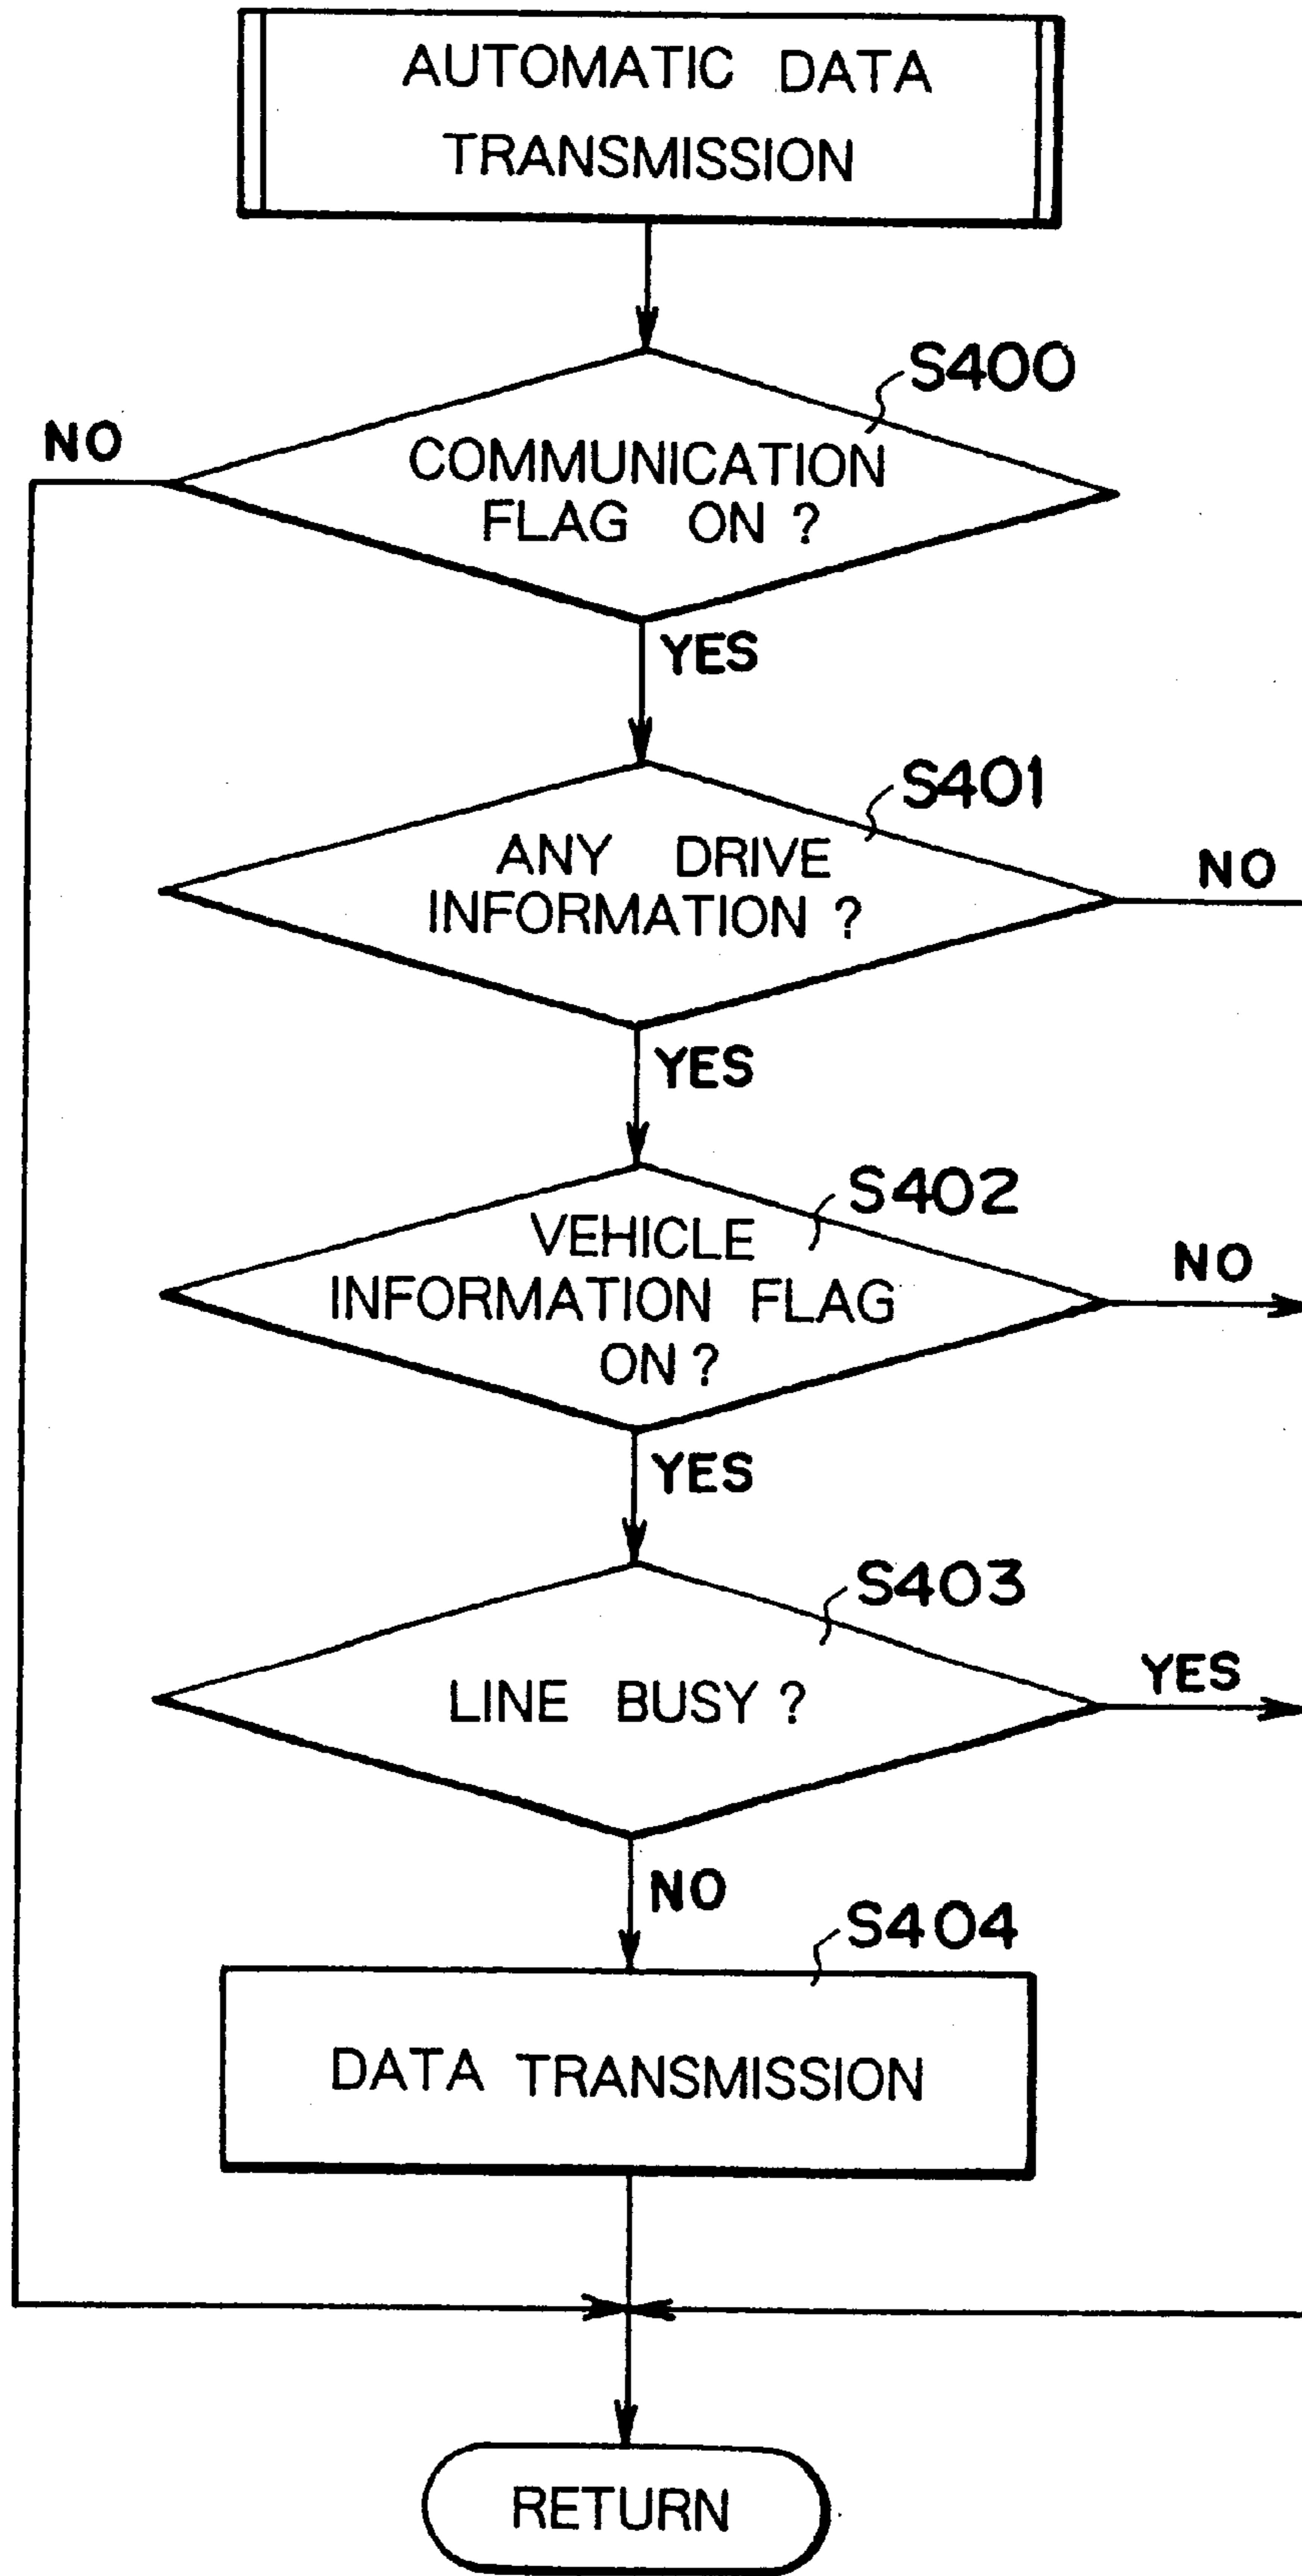 AUTOMATIC DATA
TRANSMISSION
S400
NO
COMMUNICATION
FLAG ON ?
YES
S401
ANY DRIVE
INFORMATION ?
NO
YES
S402
VEHICLE
INFORMATION FLAG
ON ?
NO
YES
S403
LINE BUSY ?
YES
NO
S404
DATA TRANSMISSION
RETURN